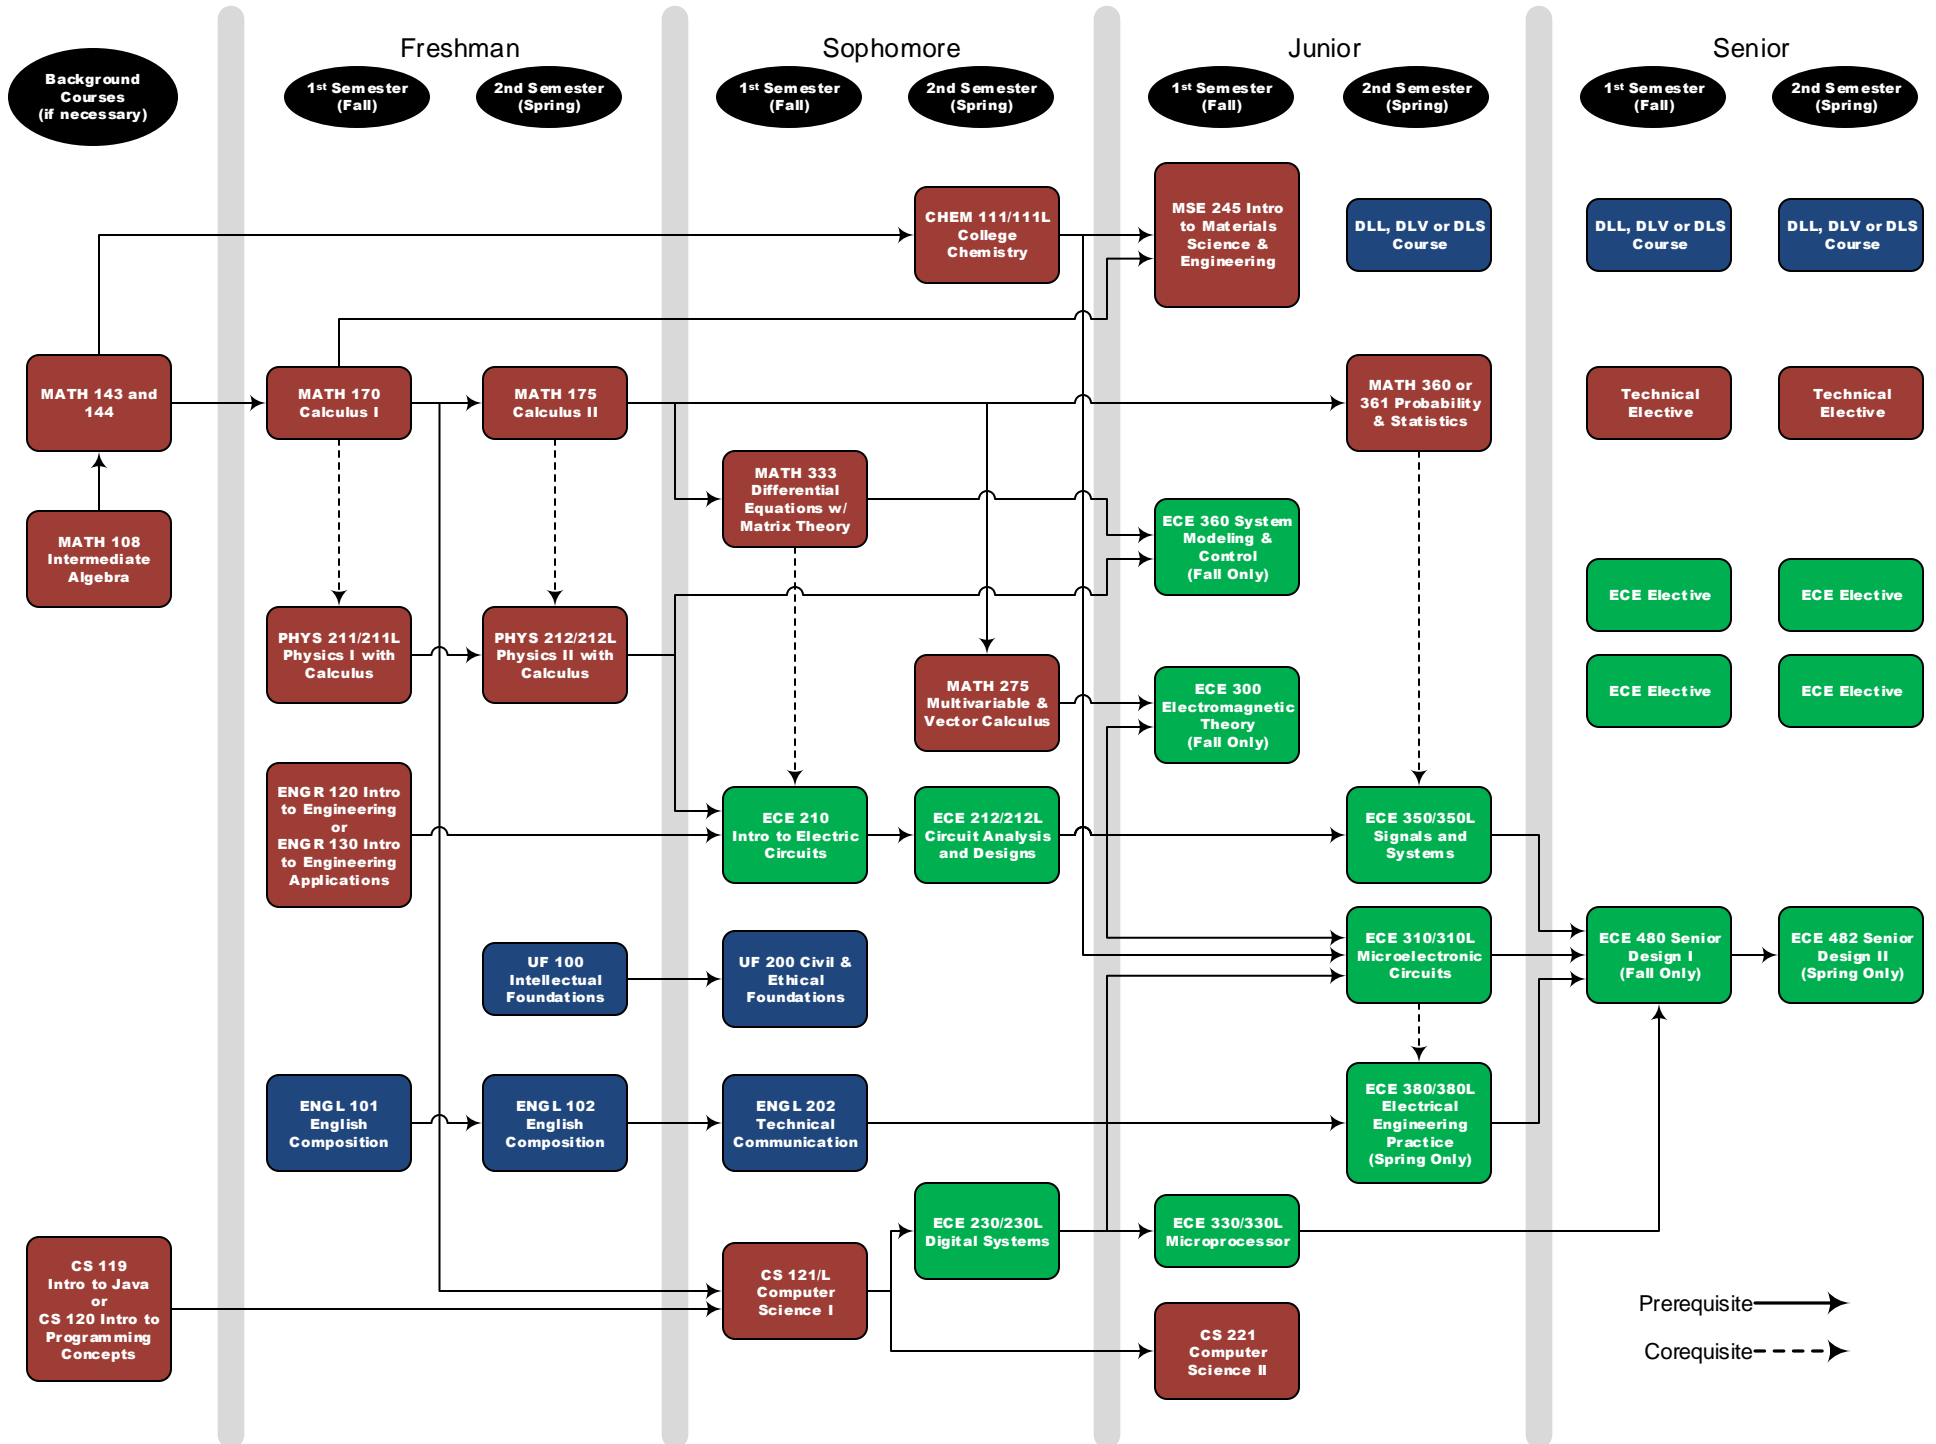 Freshman
Sophomore
Junior
Senior
Background
Courses
(if necessary)
1st Semester
(Fall)
2nd Semester
(Spring)
1st Semester
(Fall)
2nd Semester
(Spring)
1st Semester
(Fall)
2nd Semester
(Spring)
1st Semester
(Fall)
2nd Semester
(Spring)
CHEM 111/111L
College
Chemistry
MSE 245 Intro
to Materials
Science &
Engineering
DLL, DLV or DLS
Course
DLL, DLV or DLS
Course
DLL, DLV or DLS
Course
MATH 143 and
144
MATH 170
Calculus I
MATH 175
Calculus II
MATH 360 or
361 Probability
& Statistics
Technical
Elective
Technical
Elective
MATH 108
Intermediate
Algebra
MATH 333
Differential
Equations w/
Matrix Theory
ECE 360 System
Modeling &
Control
(Fall Only)
ECE Elective
ECE Elective
PHYS 211/211L
Physics I with
Calculus
PHYS 212/212L
Physics II with
Calculus
MATH 275
Multivariable &
Vector Calculus
ECE 300
Electromagnetic
Theory
(Fall Only)
ECE Elective
ECE Elective
ENGR 120 Intro
to Engineering
or
ENGR 130 Intro
to Engineering
Applications
ECE 210
Intro to Electric
Circuits
ECE 212/212L
Circuit Analysis
and Designs
ECE 350/350L
Signals and
Systems
UF 100
Intellectual
Foundations
UF 200 Civil &
Ethical
Foundations
ECE 310/310L
Microelectronic
Circuits
ECE 480 Senior
Design I
(Fall Only)
ECE 482 Senior
Design II
(Spring Only)
ENGL 101
English
Composition
ENGL 102
English
Composition
ENGL 202
Technical
Communication
ECE 380/380L
Electrical
Engineering
Practice
(Spring Only)
CS 119
Intro to Java
or
CS 120 Intro to
Programming
Concepts
CS 121/L
Computer
Science I
ECE 230/230L
Digital Systems
ECE 330/330L
Microprocessor
CS 221
Computer
Science II
Prerequisite
Corequisite